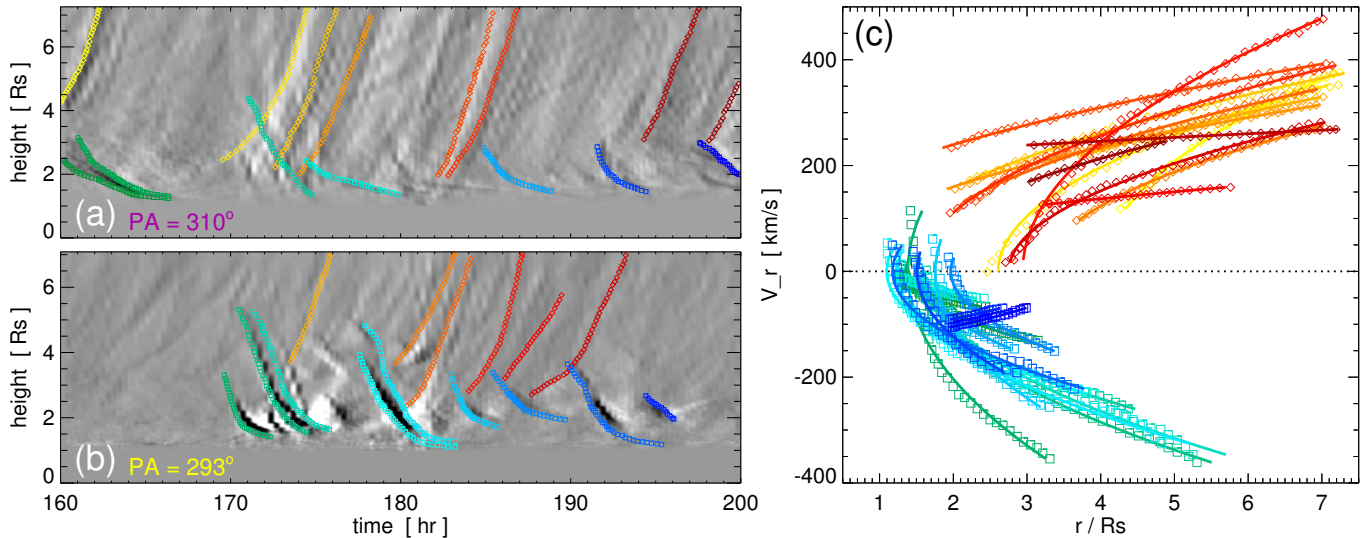 6
4
2
0
height [ Rs]
(a)
PA = 310°
6
4
2
0
height [ Rs]
(b)
PA = 293°
160
170
180
190
200
time [ hr]
(c)
400
200
0
-200
-400
V_r [ km/s]
1
2
3
4
5
6
7
r / Rs